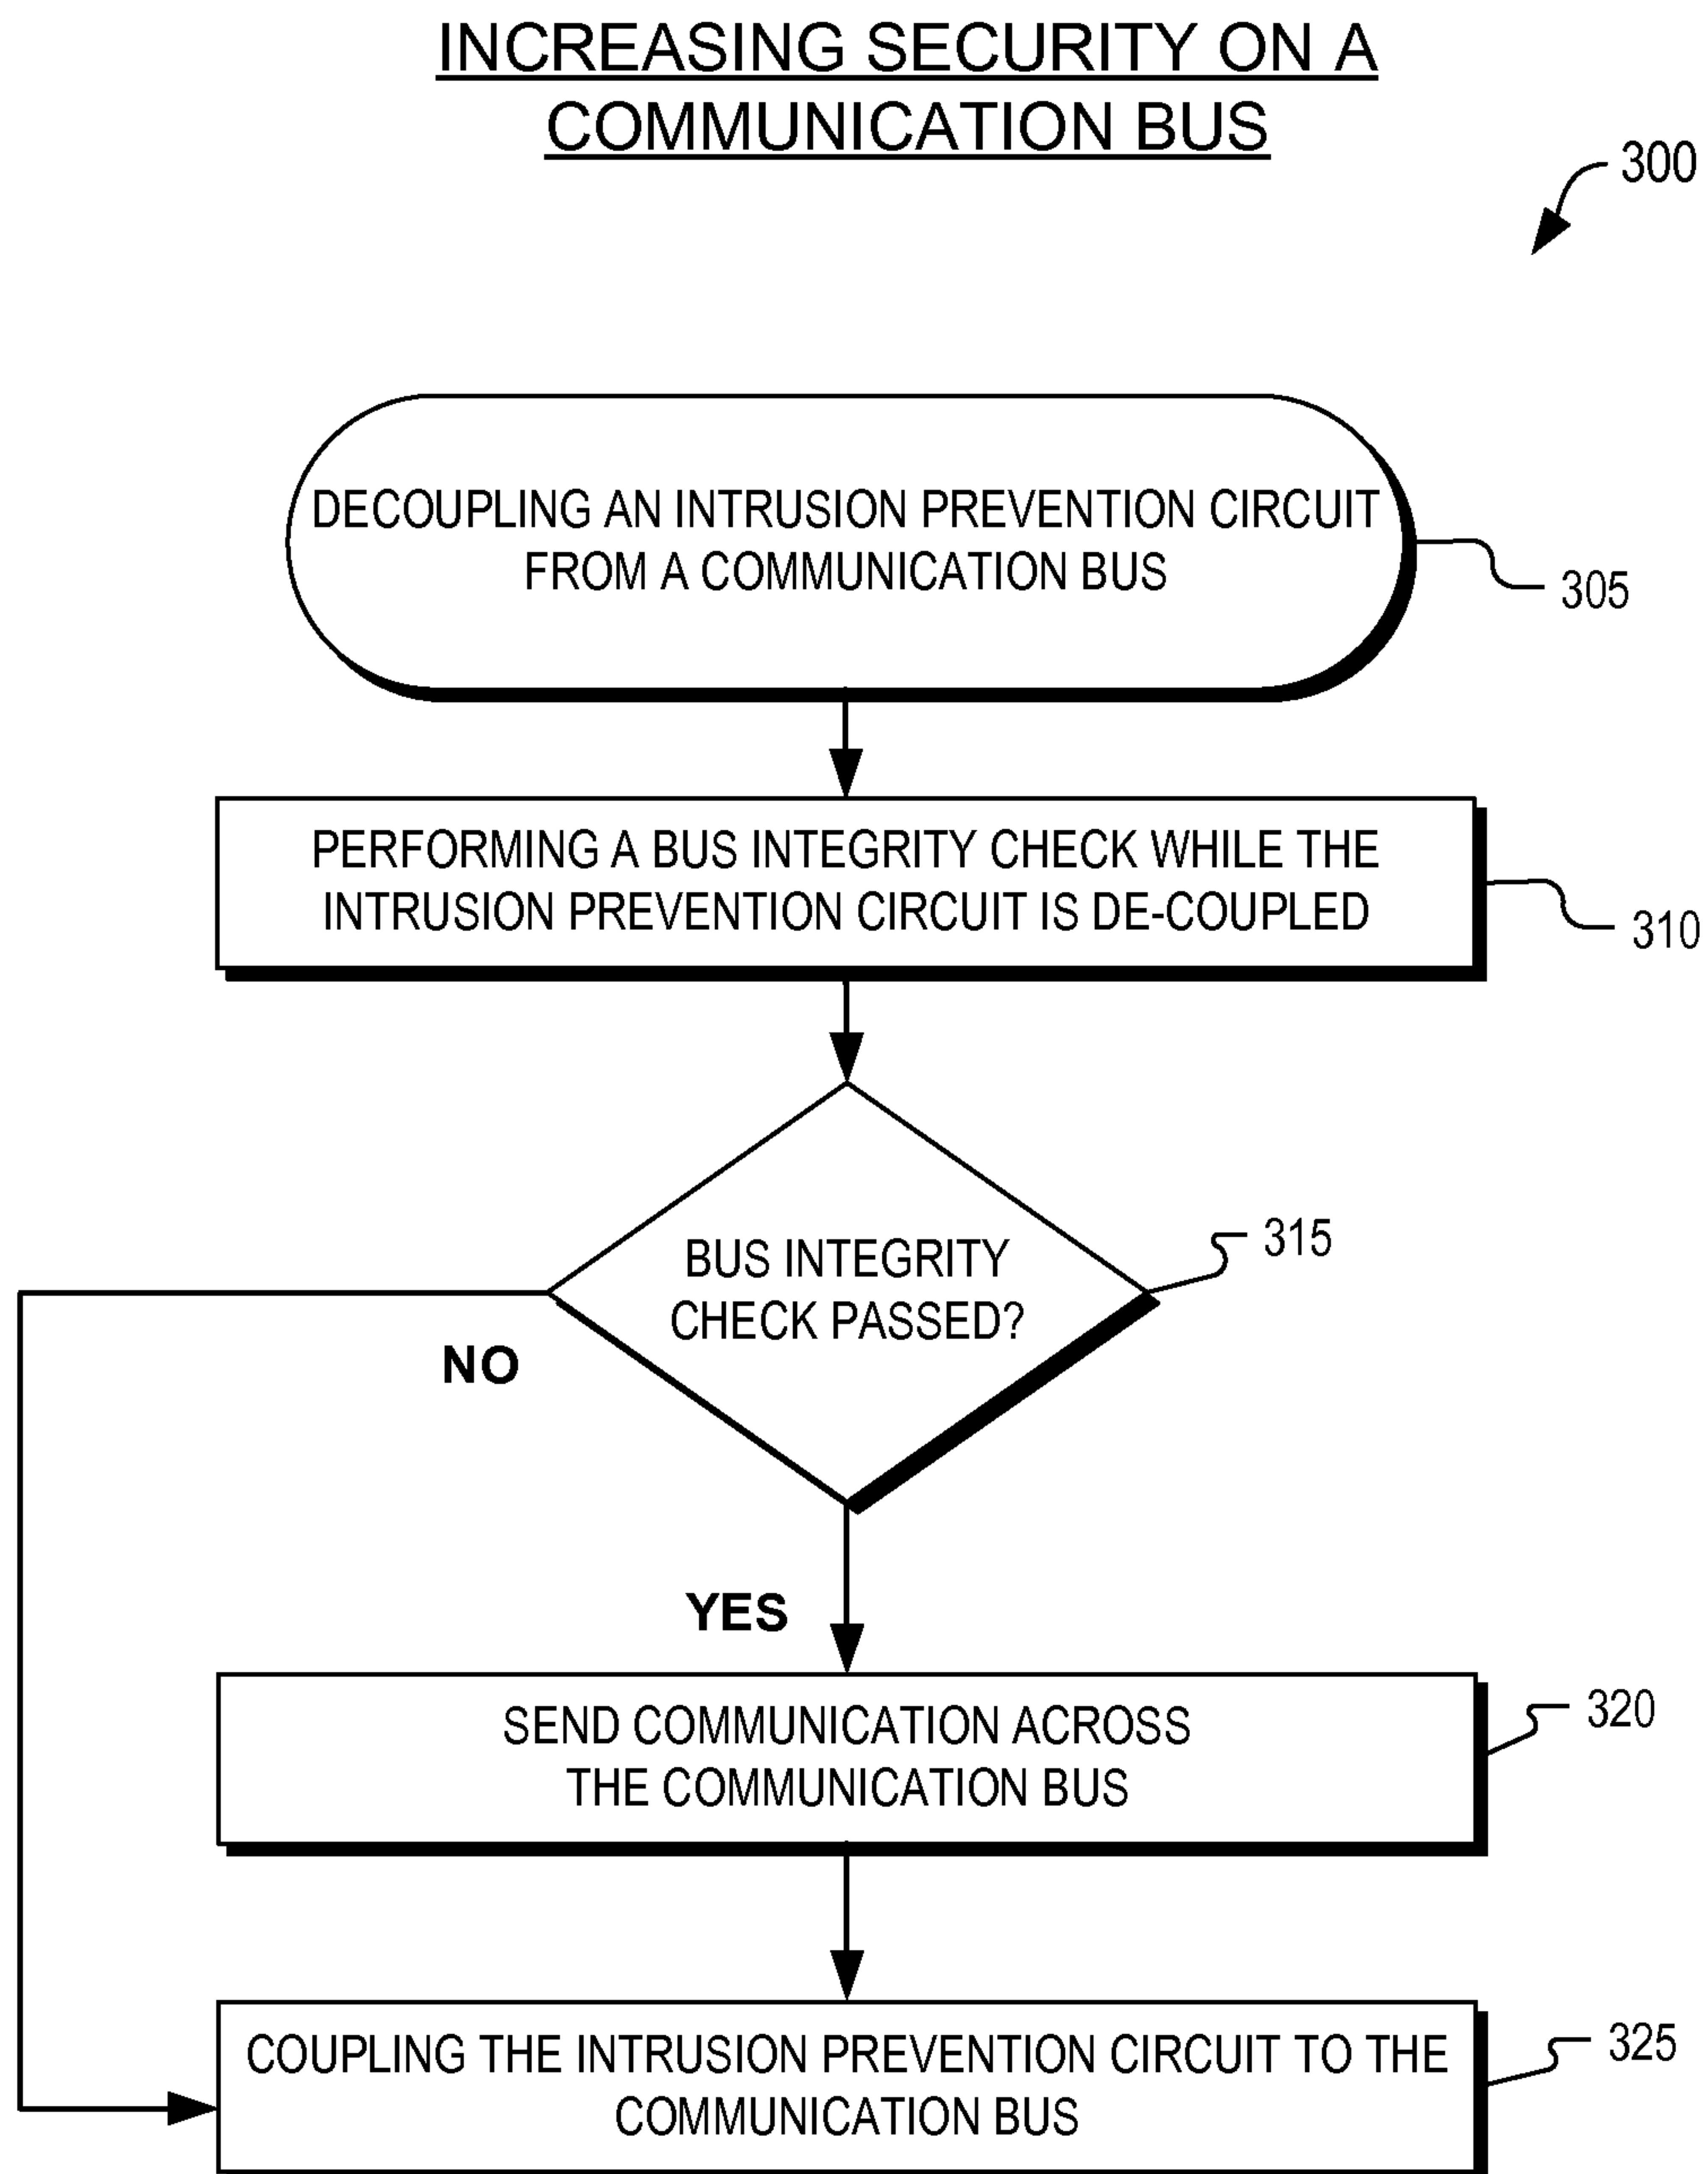 INCREASING SECURITY ON A
COMMUNICATION BUS
300
DECOUPLING AN INTRUSION PREVENTION CIRCUIT
FROM A COMMUNICATION BUS
305
PERFORMING A BUS INTEGRITY CHECK WHILE THE
INTRUSION PREVENTION CIRCUIT IS DE-COUPLED
310
BUS INTEGRITY
CHECK PASSED?
315
NO
YES
SEND COMMUNICATION ACROSS
THE COMMUNICATION BUS
320
COUPLING THE INTRUSION PREVENTION CIRCUIT TO THE
COMMUNICATION BUS
325